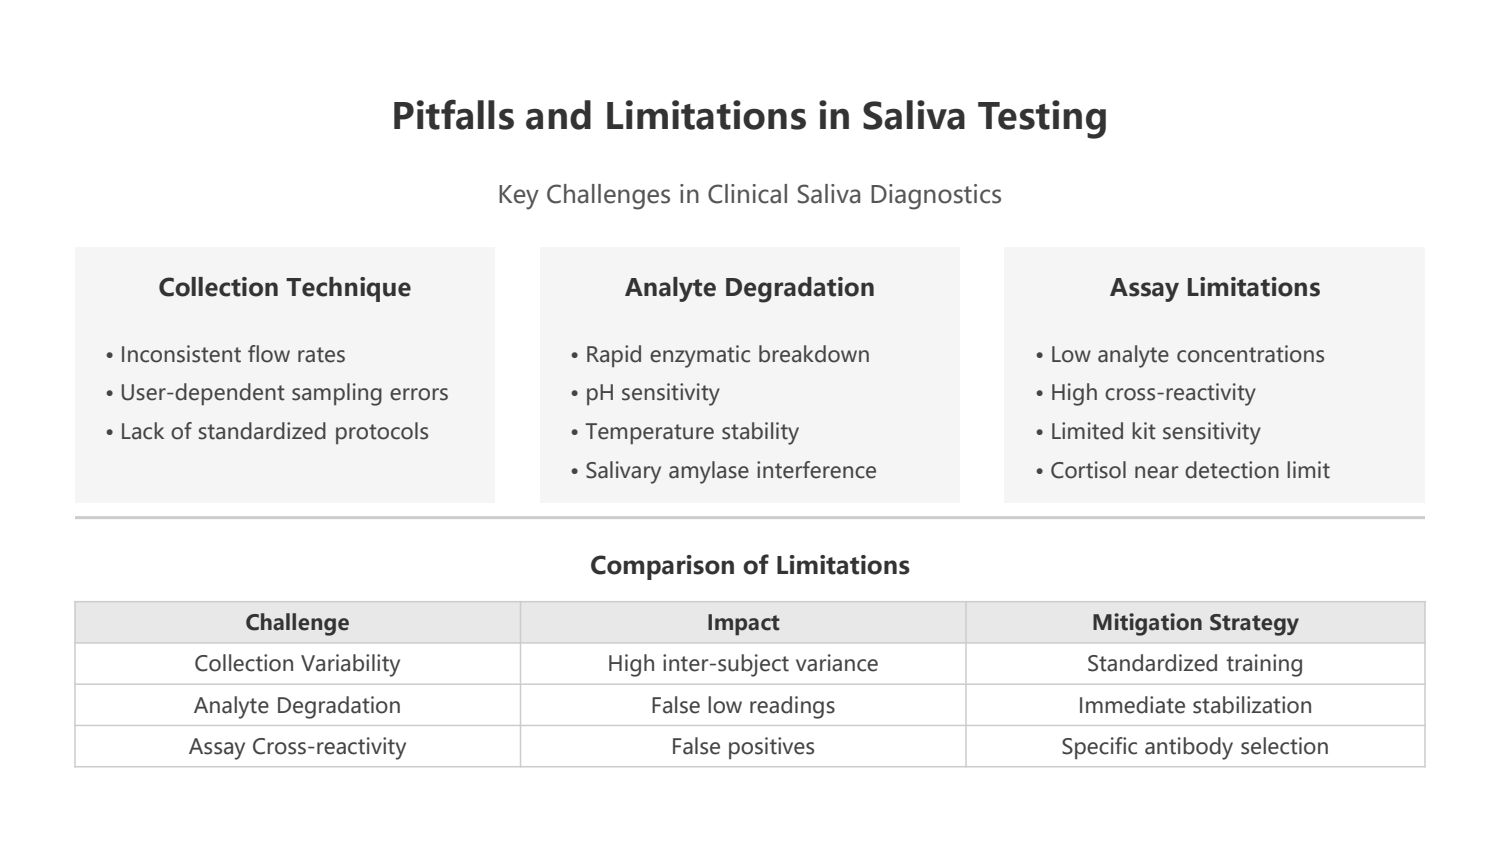 Pitfalls and Limitations in Saliva Testing
Key Challenges in Clinical Saliva Diagnostics
Collection Technique
• Inconsistent flow rates
• User-dependent sampling errors
• Lack of standardized protocols
Analyte Degradation
• Rapid enzymatic breakdown
• pH sensitivity
• Temperature stability
• Salivary amylase interference
Assay Limitations
• Low analyte concentrations
• High cross-reactivity
• Limited kit sensitivity
• Cortisol near detection limit
Comparison of Limitations
Challenge Impact Mitigation Strategy
Collection Variability High inter-subject variance Standardized training
Analyte Degradation False low readings Immediate stabilization
Assay Cross-reactivity False positives Specific antibody selection